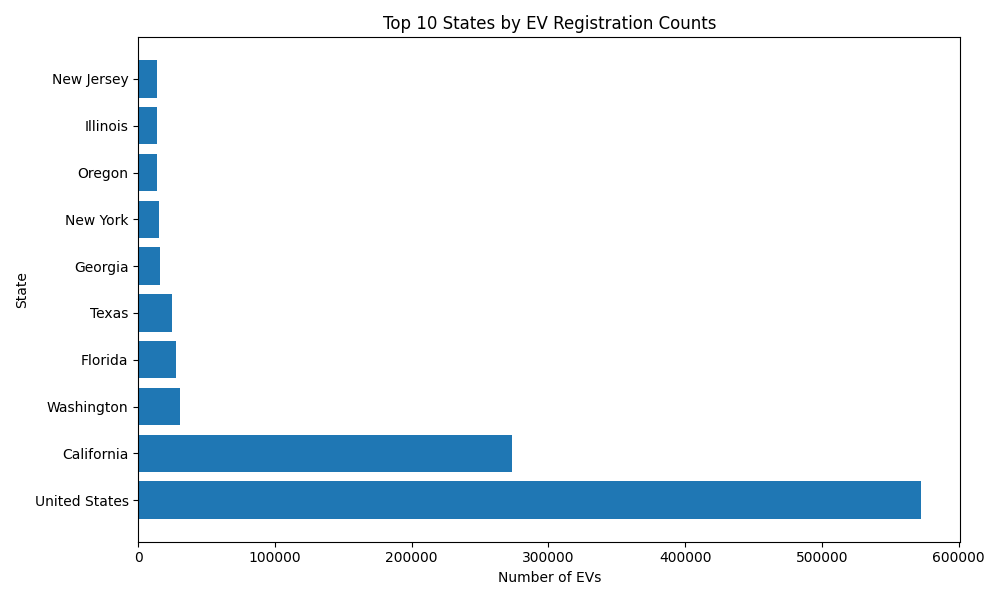 Top 10 States by EV Registration Counts
State
New Jersey
Illinois
Oregon
New York
Georgia
Texas
Florida
Washington
California
United States
0 100000 200000 300000 400000 500000 600000
Number of EVs